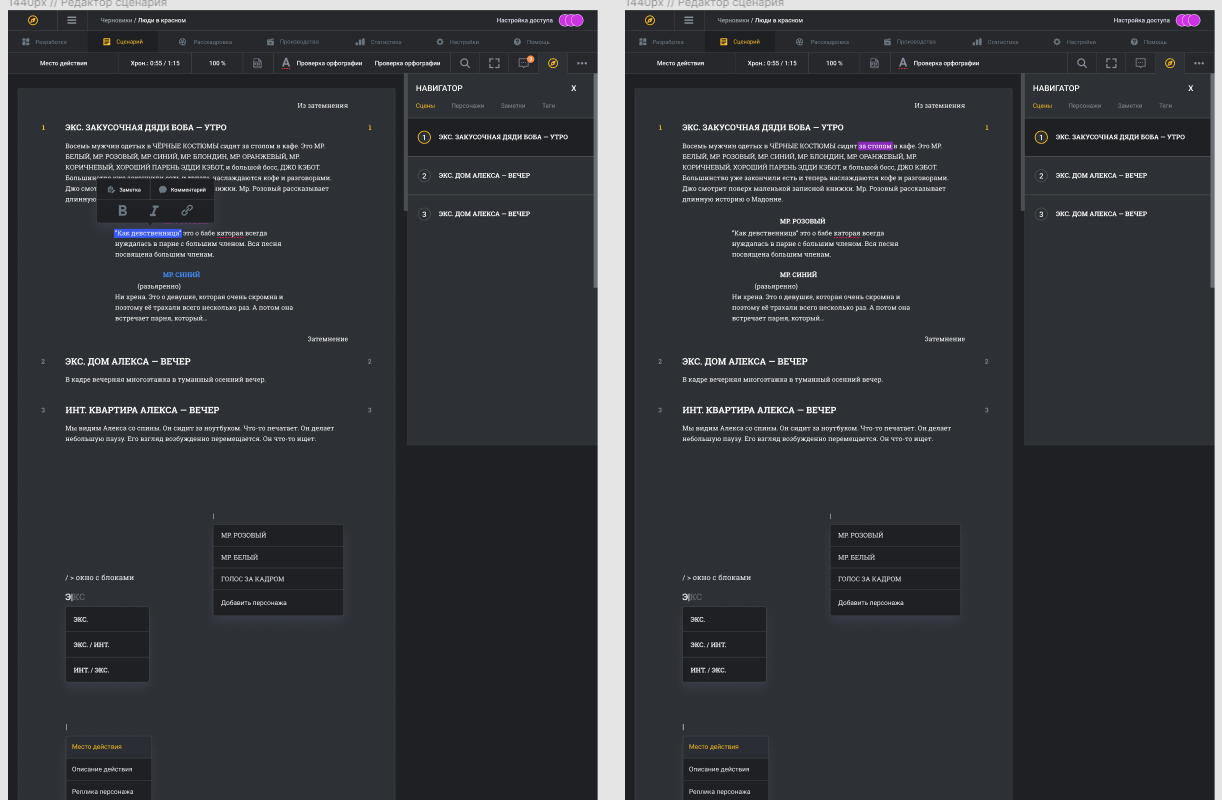 1440px // Редактор сценария
Черновики / Люди в красном
Настройка доступа
Разработка
Сценарий
Раскадровка
Производство
Статистика
Настройки
Помощь
Место действия
Хрон.: 0:55 / 1:15
100 %
Проверка орфографии
Проверка орфографии
Из затемнения
1 ЭКС. ЗАКУСОЧНАЯ ДЯДИ БОБА — УТРО 1
Восемь мужчин одетых в ЧЁРНЫЕ КОСТЮМЫ сидят за столом в кафе. Это МР.
БЕЛЫЙ, МР. РОЗОВЫЙ, МР. СИНИЙ, МР. БЛОНДИН, МР. ОРАНЖЕВЫЙ, МР.
КОРИЧНЕВЫЙ, ХОРОШИЙ ПАРЕНЬ ЭДДИ КЭБОТ, и большой босс, ДЖО КЭБОТ.
Большинство уже закончили есть и теперь наслаждаются кофе и разговорами.
Джо смот
нижки. Мр. Розовый рассказывает
длинную
Заметка
Комментарий
B I
"Как девственница" это о бабе каторая всегда
нуждалась в парне с большим членом. Вся песня
посвящена большим членам.
МР. СИНИЙ
(разьяренно)
Ни хрена. Это о девушке, которая очень скромна и
поэтому её трахали всего несколько раз. А потом она
встречает парня, который...
Затемнение
2 ЭКС. ДОМ АЛЕКСА — ВЕЧЕР 2
В кадре вечерняя многоэтажка в туманный осенний вечер.
3 ИНТ. КВАРТИРА АЛЕКСА — ВЕЧЕР 3
Мы видим Алекса со спины. Он сидит за ноутбуком. Что-то печатает. Он делает
небольшую паузу. Его взгляд возбужденно перемещается. Он что-то ищет.
МР. РОЗОВЫЙ
МР. БЕЛЫЙ
ГОЛОС ЗА КАДРОМ
Добавить персонажа
/ > окно с блоками
ЭКС
ЭКС.
ЭКС. / ИНТ.
ИНТ. / ЭКС.
Место действия
Описание действия
Реплика персонажа
НАВИГАТОР X
Сцены
Персонажи
Заметки
Теги
1 ЭКС. ЗАКУСОЧНАЯ ДЯДИ БОБА — УТРО
2 ЭКС. ДОМ АЛЕКСА — ВЕЧЕР
3 ЭКС. ДОМ АЛЕКСА — ВЕЧЕР
1440px // Редактор сценария
Черновики / Люди в красном
Настройка доступа
Разработка
Сценарий
Раскадровка
Производство
Статистика
Настройки
Помощь
Место действия
Хрон.: 0:55 / 1:15
100 %
Проверка орфографии
Из затемнения
1 ЭКС. ЗАКУСОЧНАЯ ДЯДИ БОБА — УТРО 1
Восемь мужчин одетых в ЧЁРНЫЕ КОСТЮМЫ сидят за столом в кафе. Это МР.
БЕЛЫЙ, МР. РОЗОВЫЙ, МР. СИНИЙ, МР. БЛОНДИН, МР. ОРАНЖЕВЫЙ, МР.
КОРИЧНЕВЫЙ, ХОРОШИЙ ПАРЕНЬ ЭДДИ КЭБОТ, и большой босс, ДЖО КЭБОТ.
Большинство уже закончили есть и теперь наслаждаются кофе и разговорами.
Джо смотрит поверх маленькой записной книжки. Мр. Розовый рассказывает
длинную историю о Мадонне.
МР. РОЗОВЫЙ
"Как девственница" это о бабе каторая всегда
нуждалась в парне с большим членом. Вся песня
посвящена большим членам.
МР. СИНИЙ
(разьяренно)
Ни хрена. Это о девушке, которая очень скромна и
поэтому её трахали всего несколько раз. А потом она
встречает парня, который...
Затемнение
2 ЭКС. ДОМ АЛЕКСА — ВЕЧЕР 2
В кадре вечерняя многоэтажка в туманный осенний вечер.
3 ИНТ. КВАРТИРА АЛЕКСА — ВЕЧЕР 3
Мы видим Алекса со спины. Он сидит за ноутбуком. Что-то печатает. Он делает
небольшую паузу. Его взгляд возбужденно перемещается. Он что-то ищет.
МР. РОЗОВЫЙ
МР. БЕЛЫЙ
ГОЛОС ЗА КАДРОМ
Добавить персонажа
/ > окно с блоками
ЭКС
ЭКС.
ЭКС. / ИНТ.
ИНТ. / ЭКС.
Место действия
Описание действия
Реплика персонажа
НАВИГАТОР X
Сцены
Персонажи
Заметки
Теги
1 ЭКС. ЗАКУСОЧНАЯ ДЯДИ БОБА — УТРО
2 ЭКС. ДОМ АЛЕКСА — ВЕЧЕР
3 ЭКС. ДОМ АЛЕКСА — ВЕЧЕР